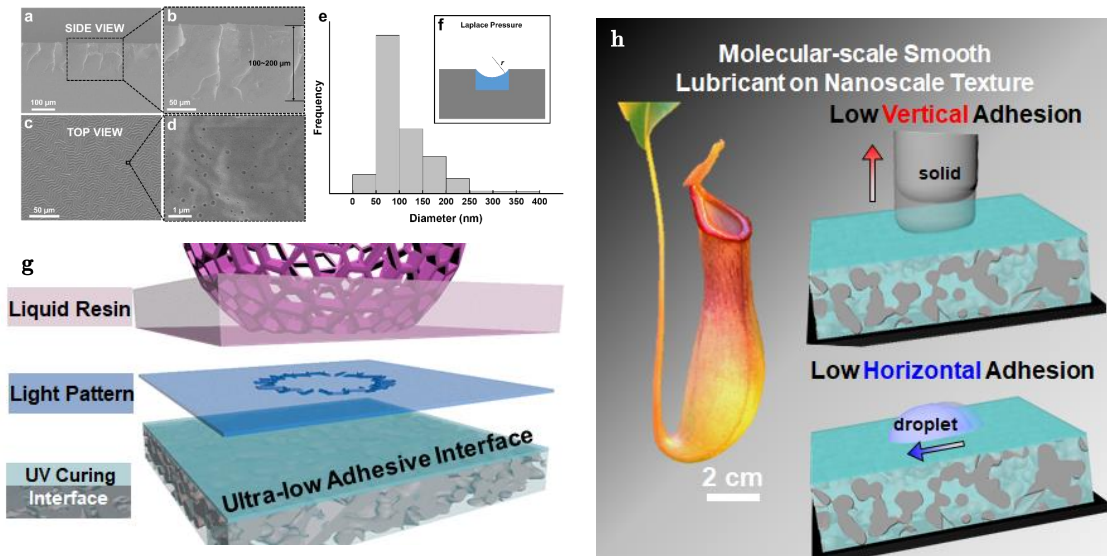 a
SIDE VIEW
100 μm
b
100~200 μm
50 μm
c
TOP VIEW
50 μm
d
1 μm
e
Frequency
0 50 100 150 200 250 300 350 400
Diameter (nm)
f
Laplace Pressure
r
g
Liquid Resin
Light Pattern
UV Curing
Interface
Ultra-low Adhesive Interface
h
Molecular-scale Smooth
Lubricant on Nanoscale Texture
Low Vertical Adhesion
solid
Low Horizontal Adhesion
droplet
2 cm